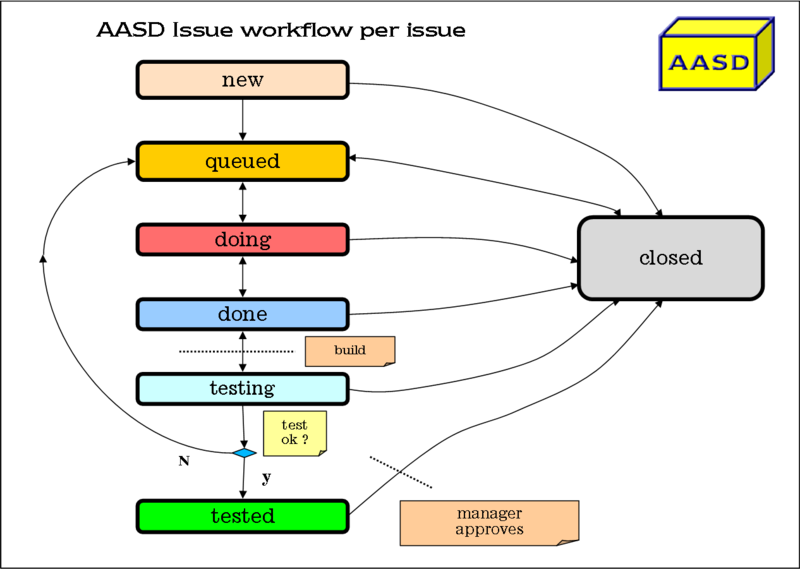 AASD Issue workflow per issue
AASD
new
queued
doing
closed
done
build
testing
test
ok ?
N
y
tested
manager
approves